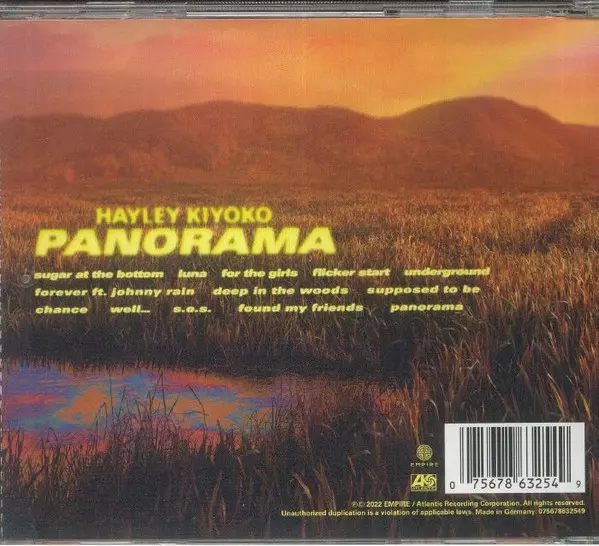 HAYLEY KIYOKO
PANORAMA
sugar at the bottom luna for the girls flicker start underground
forever ft. johnny rain deep in the woods supposed to be
chance well... s.o.s. found my friends panorama
EMPIRE
0 75678 63254 9
℗© 2022 EMPIRE / Atlantic Recording Corporation. All rights reserved.
Unauthorized duplication is a violation of applicable laws. Made in Germany. 075678632549